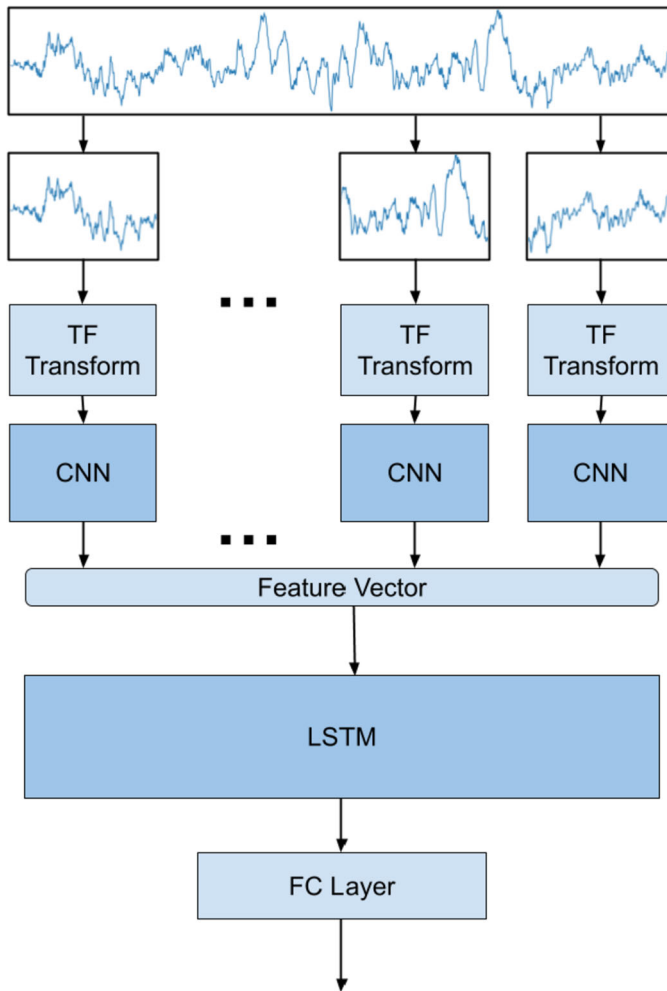 TF
Transform
TF
Transform
TF
Transform
CNN
CNN
CNN
Feature Vector
LSTM
FC Layer